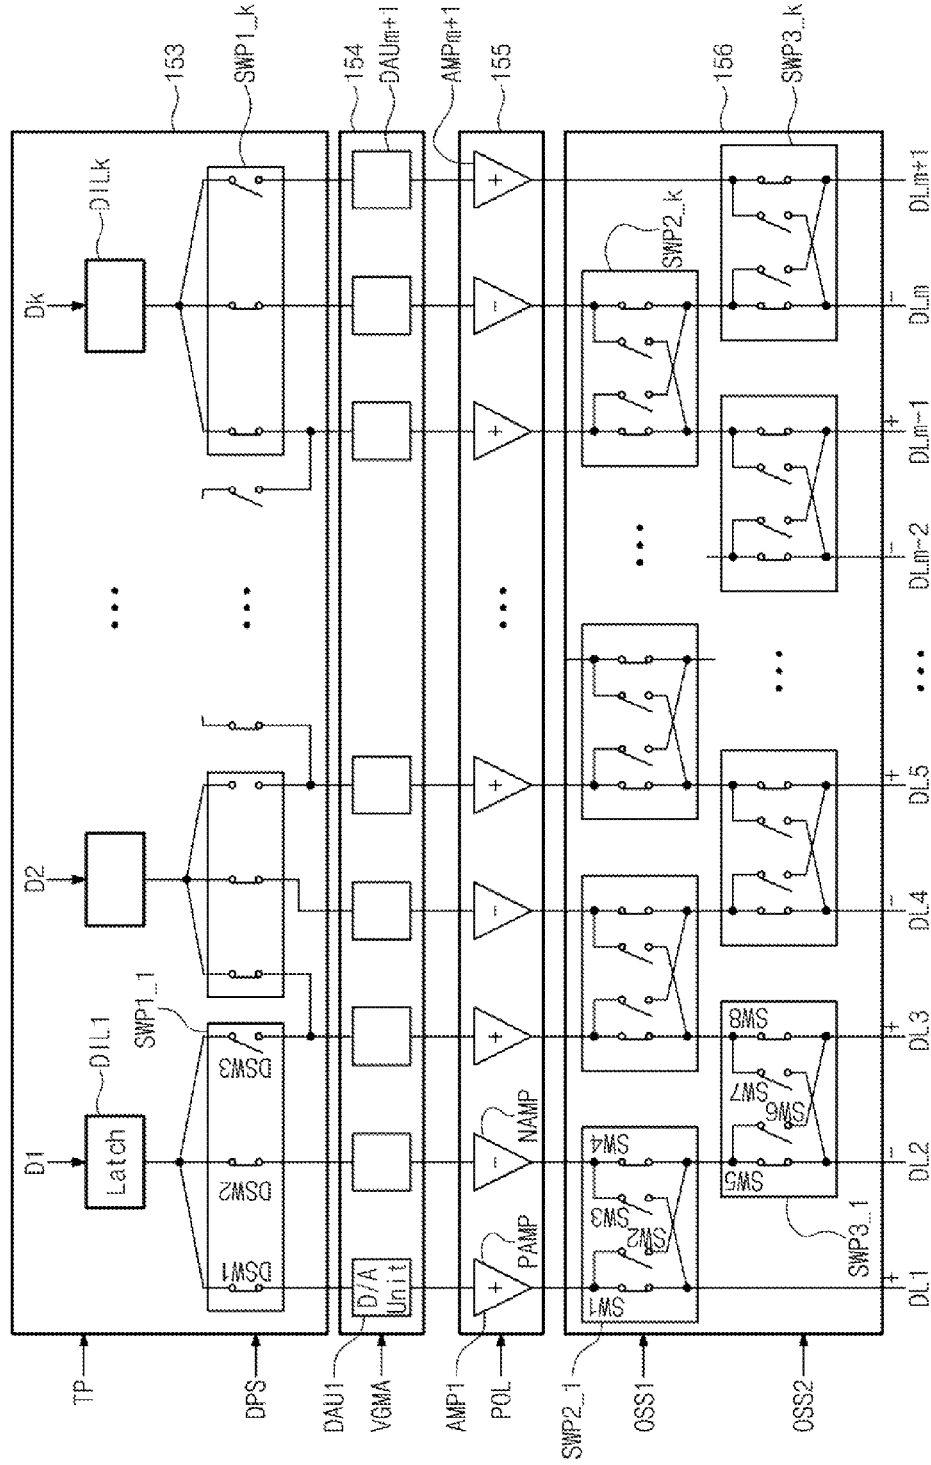 Dk
DILk
153
SWP1_k
154
DAUm+1
AMPm+1
155
156
SWP3_k
SWP2_k
D2
D1
DIL1
Latch
SWP1_1
DSW1
DSW2
DSW3
D/A
Unit
PAMP
NAMP
+
-
+
-
+
+
-
+
SW1
SW2
SW3
SW4
SW5
SW6
SW7
SW8
SWP3_1
+
-
+
-
+
-
+
-
DL1
DL2
DL3
DL4
DL5
DLm-2
DLm-1
DLm
DLm+1
TP
DPS
DAU1
VGMA
AMP1
POL
SWP2_1
OSS1
OSS2